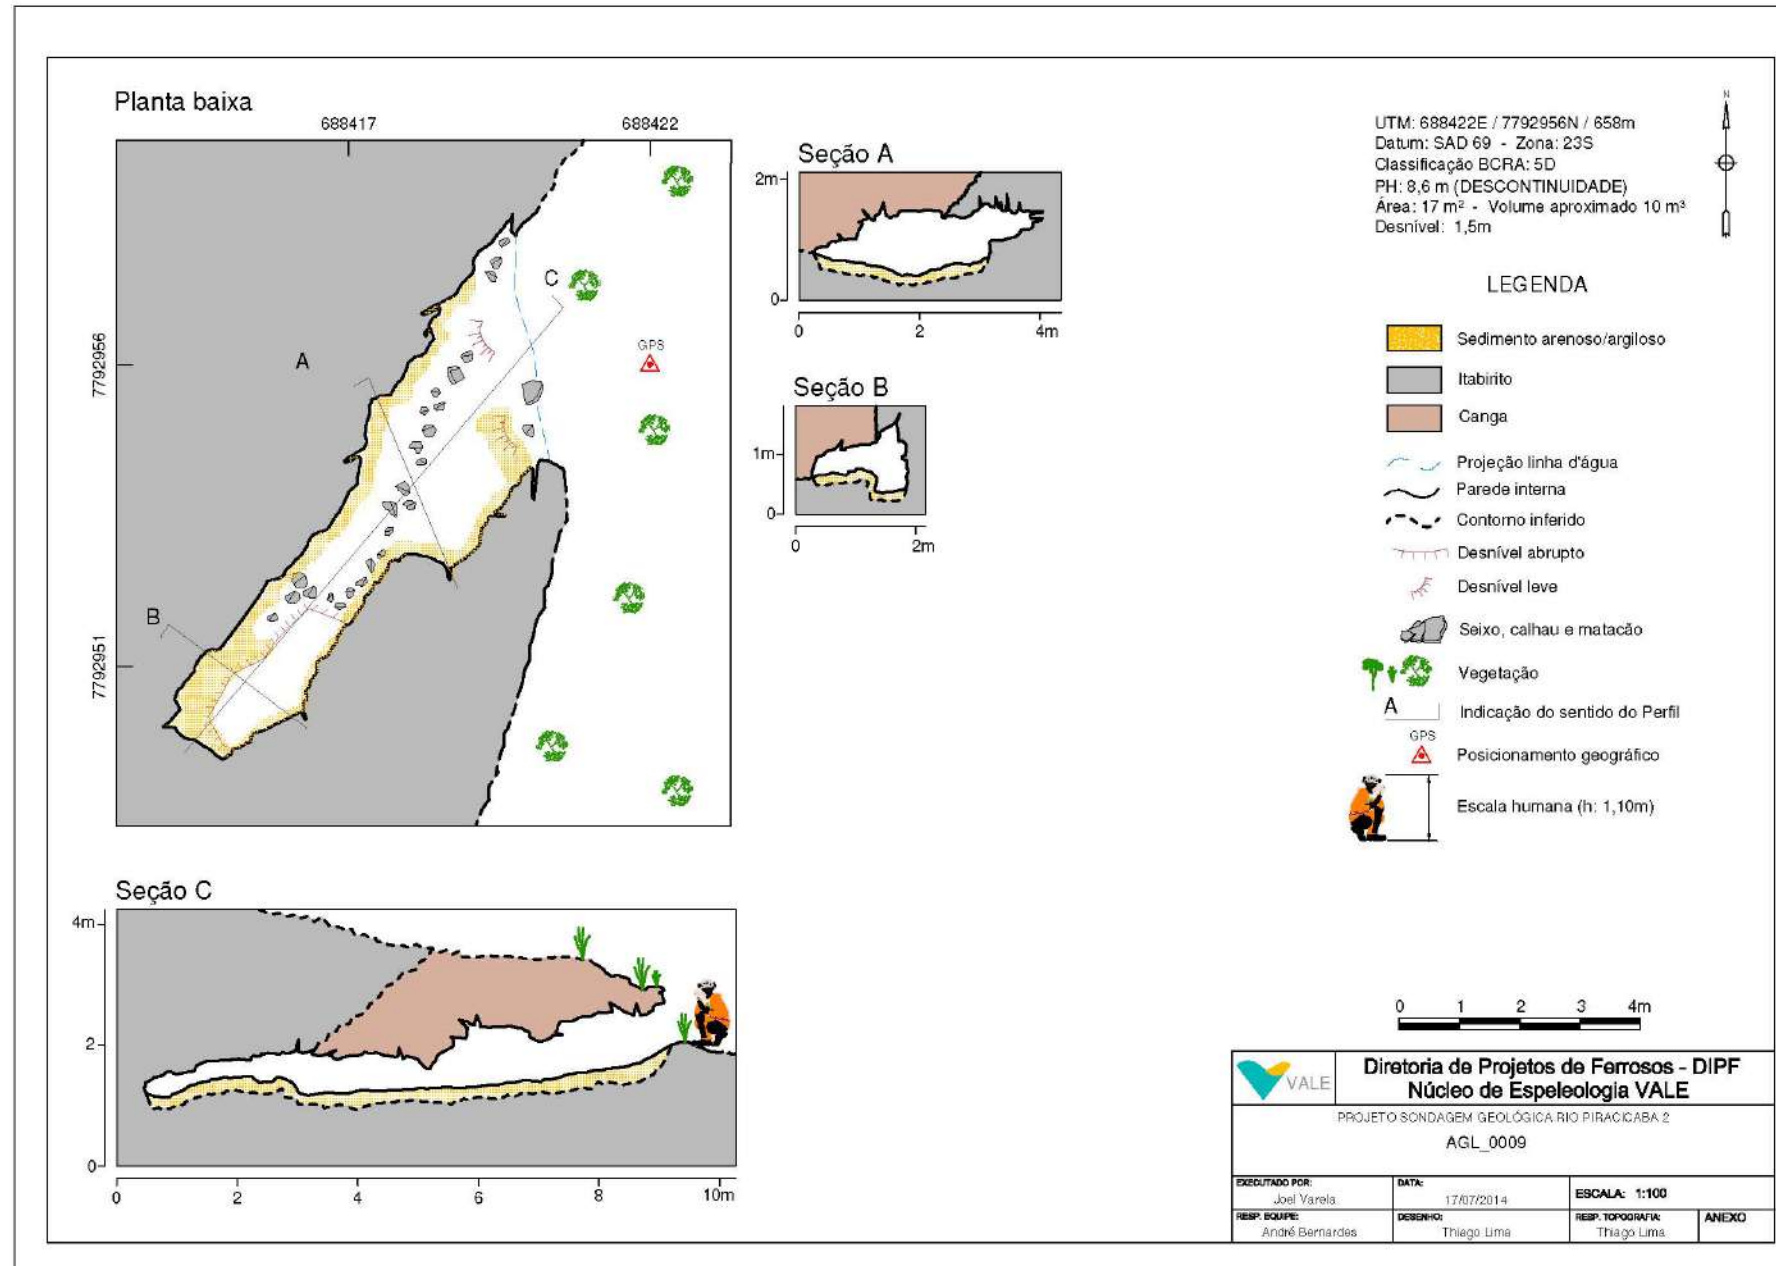 Planta baixa
688417
688422
7792956
7792951
A
B
C
GPS
Seção A
2m
0
0
2
4m
Seção B
1m
0
0
2m
UTM: 688422E / 7792956N / 658m
Datum: SAD 69 - Zona: 23S
Classificação BCRA: 5D
PH: 8,6 m (DESCONTINUIDADE)
Área: 17 m² - Volume aproximado 10 m³
Desnível: 1,5m
N
LEGENDA
Sedimento arenoso/argiloso
Itabirito
Canga
Projeção linha d'água
Parede interna
Contorno inferido
Desnível abrupto
Desnível leve
Seixo, calhau e matacão
Vegetação
A
Indicação do sentido do Perfil
GPS
Posicionamento geográfico
Escala humana (h: 1,10m)
Seção C
4m
2
0
0
2
4
6
8
10m
0 1 2 3 4m
VALE
Diretoria de Projetos de Ferrosos - DIPF
Núcleo de Espeleologia VALE
PROJETO SONDAGEM GEOLÓGICA RIO PIRACICABA 2
AGL_0009
EXECUTADO POR:
Joel Varela
DATA:
17/07/2014
ESCALA: 1:100
RESP. EQUIPE:
André Bernardes
DESENHO:
Thiago Lima
RESP. TOPOGRAFIA:
Thiago Lima
ANEXO